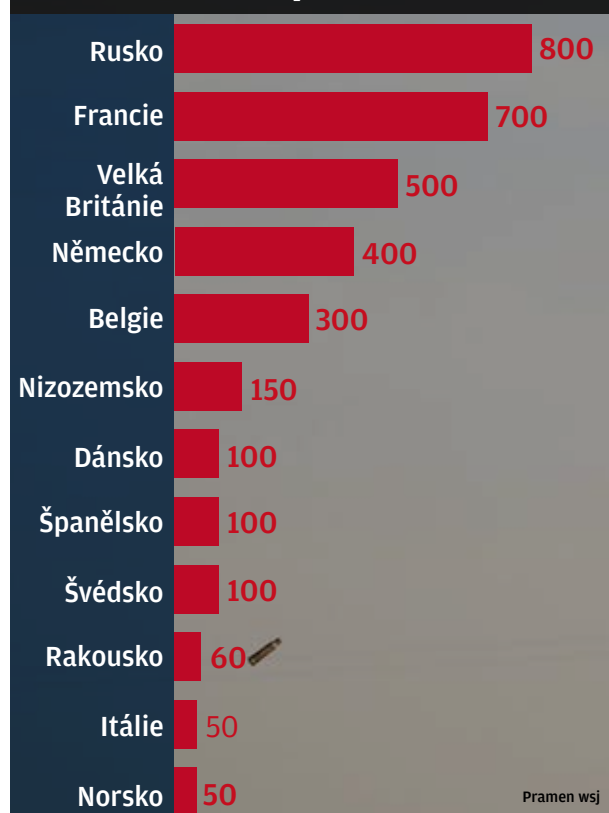 Rusko 800
Francie 700
Velká
Británie 500
Německo 400
Belgie 300
Nizozemsko 150
Dánsko 100
Španělsko 100
Švédsko 100
Rakousko 60
Itálie 50
Norsko 50
Pramen wsj